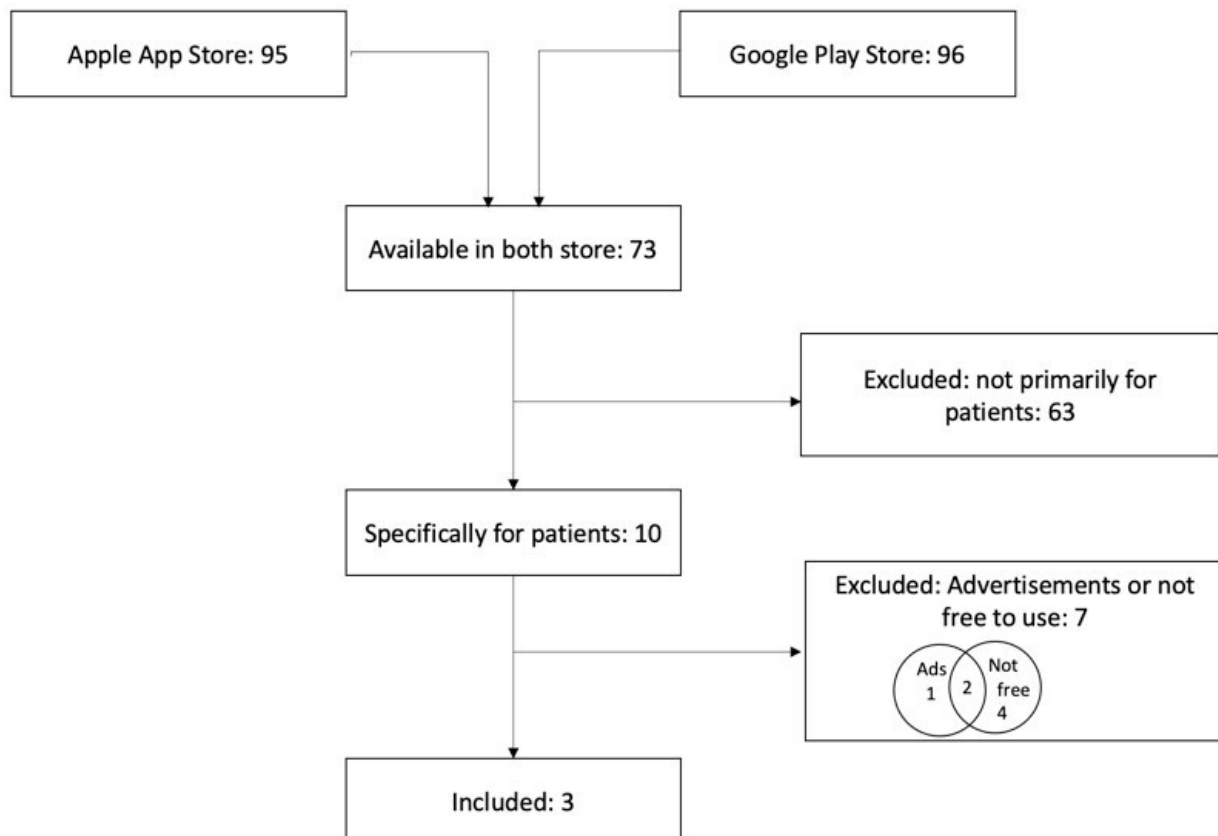 Apple App Store: 95
Google Play Store: 96
Available in both store: 73
Excluded: not primarily for
patients: 63
Specifically for patients: 10
Excluded: Advertisements or not
free to use: 7
Ads
1
2
Not
free
4
Included: 3